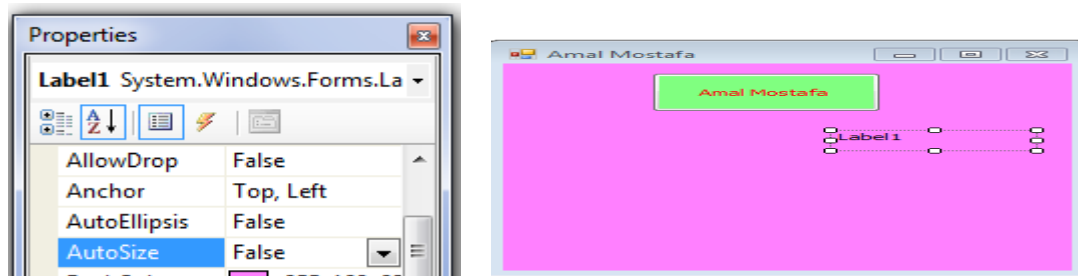 Properties
Label1 System.Windows.Forms.La
AllowDrop False
Anchor Top, Left
AutoEllipsis False
AutoSize False
Amal Mostafa
Amal Mostafa
Label1